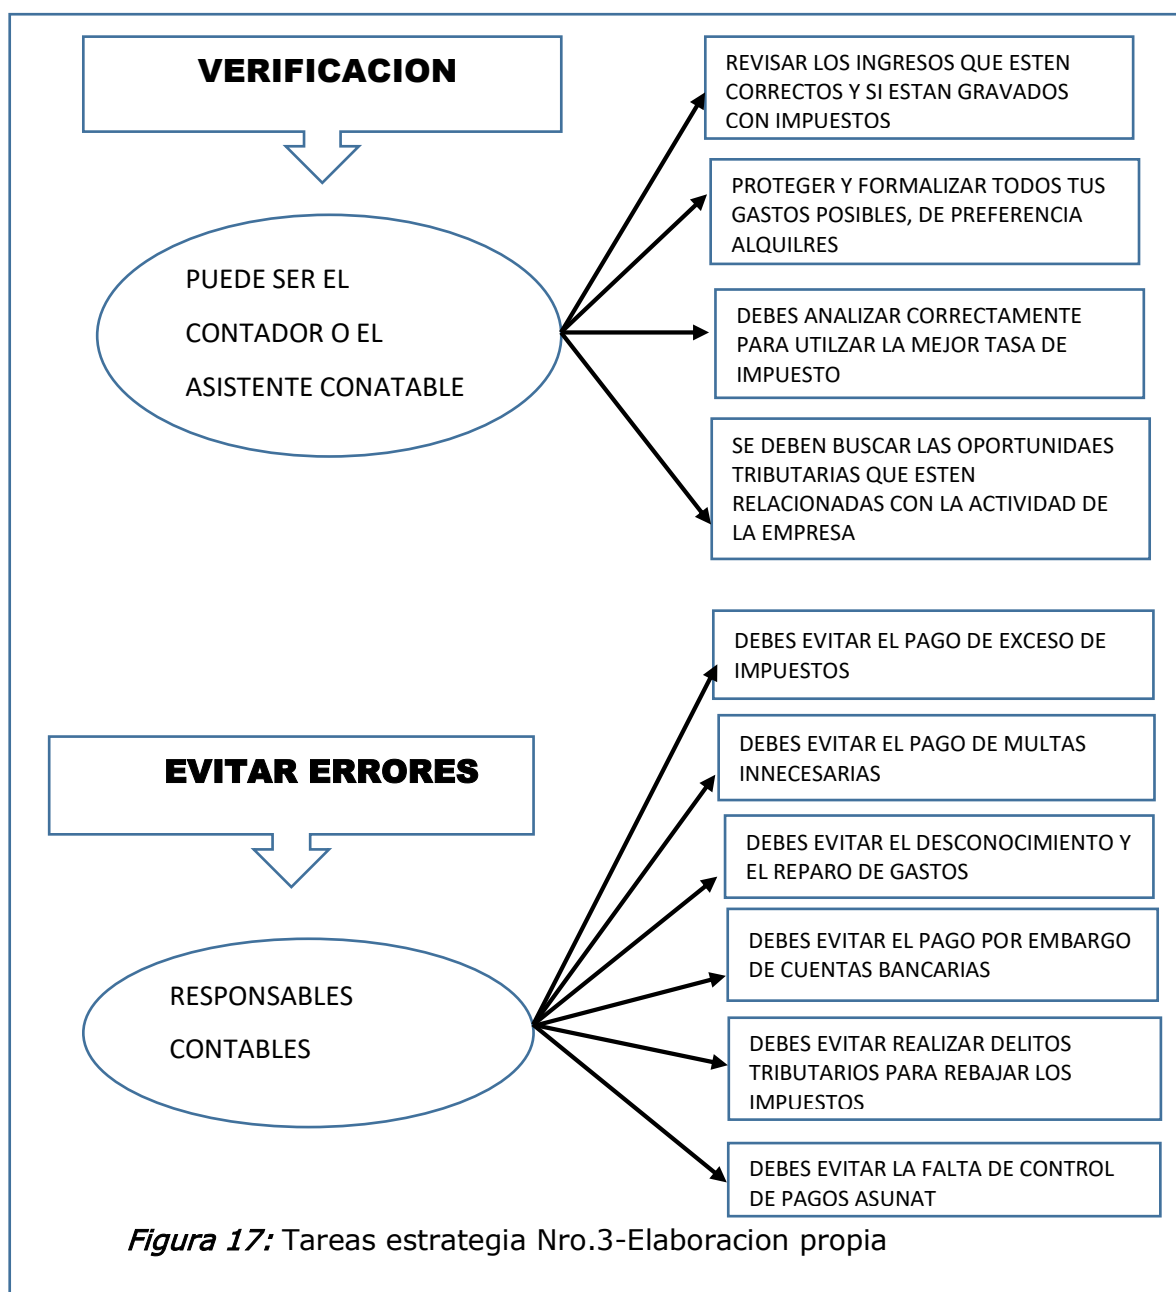 VERIFICACION
PUEDE SER EL
CONTADOR O EL
ASISTENTE CONATABLE
REVISAR LOS INGRESOS QUE ESTEN
CORRECTOS Y SI ESTAN GRAVADOS
CON IMPUESTOS
PROTEGER Y FORMALIZAR TODOS TUS
GASTOS POSIBLES, DE PREFERENCIA
ALQUILRES
DEBES ANALIZAR CORRECTAMENTE
PARA UTILZAR LA MEJOR TASA DE
IMPUESTO
SE DEBEN BUSCAR LAS OPORTUNIDAES
TRIBUTARIAS QUE ESTEN
RELACIONADAS CON LA ACTIVIDAD DE
LA EMPRESA
EVITAR ERRORES
RESPONSABLES
CONTABLES
DEBES EVITAR EL PAGO DE EXCESO DE
IMPUESTOS
DEBES EVITAR EL PAGO DE MULTAS
INNECESARIAS
DEBES EVITAR EL DESCONOCIMIENTO Y
EL REPARO DE GASTOS
DEBES EVITAR EL PAGO POR EMBARGO
DE CUENTAS BANCARIAS
DEBES EVITAR REALIZAR DELITOS
TRIBUTARIOS PARA REBAJAR LOS
IMPUESTOS
DEBES EVITAR LA FALTA DE CONTROL
DE PAGOS ASUNAT
Figura 17: Tareas estrategia Nro.3-Elaboracion propia